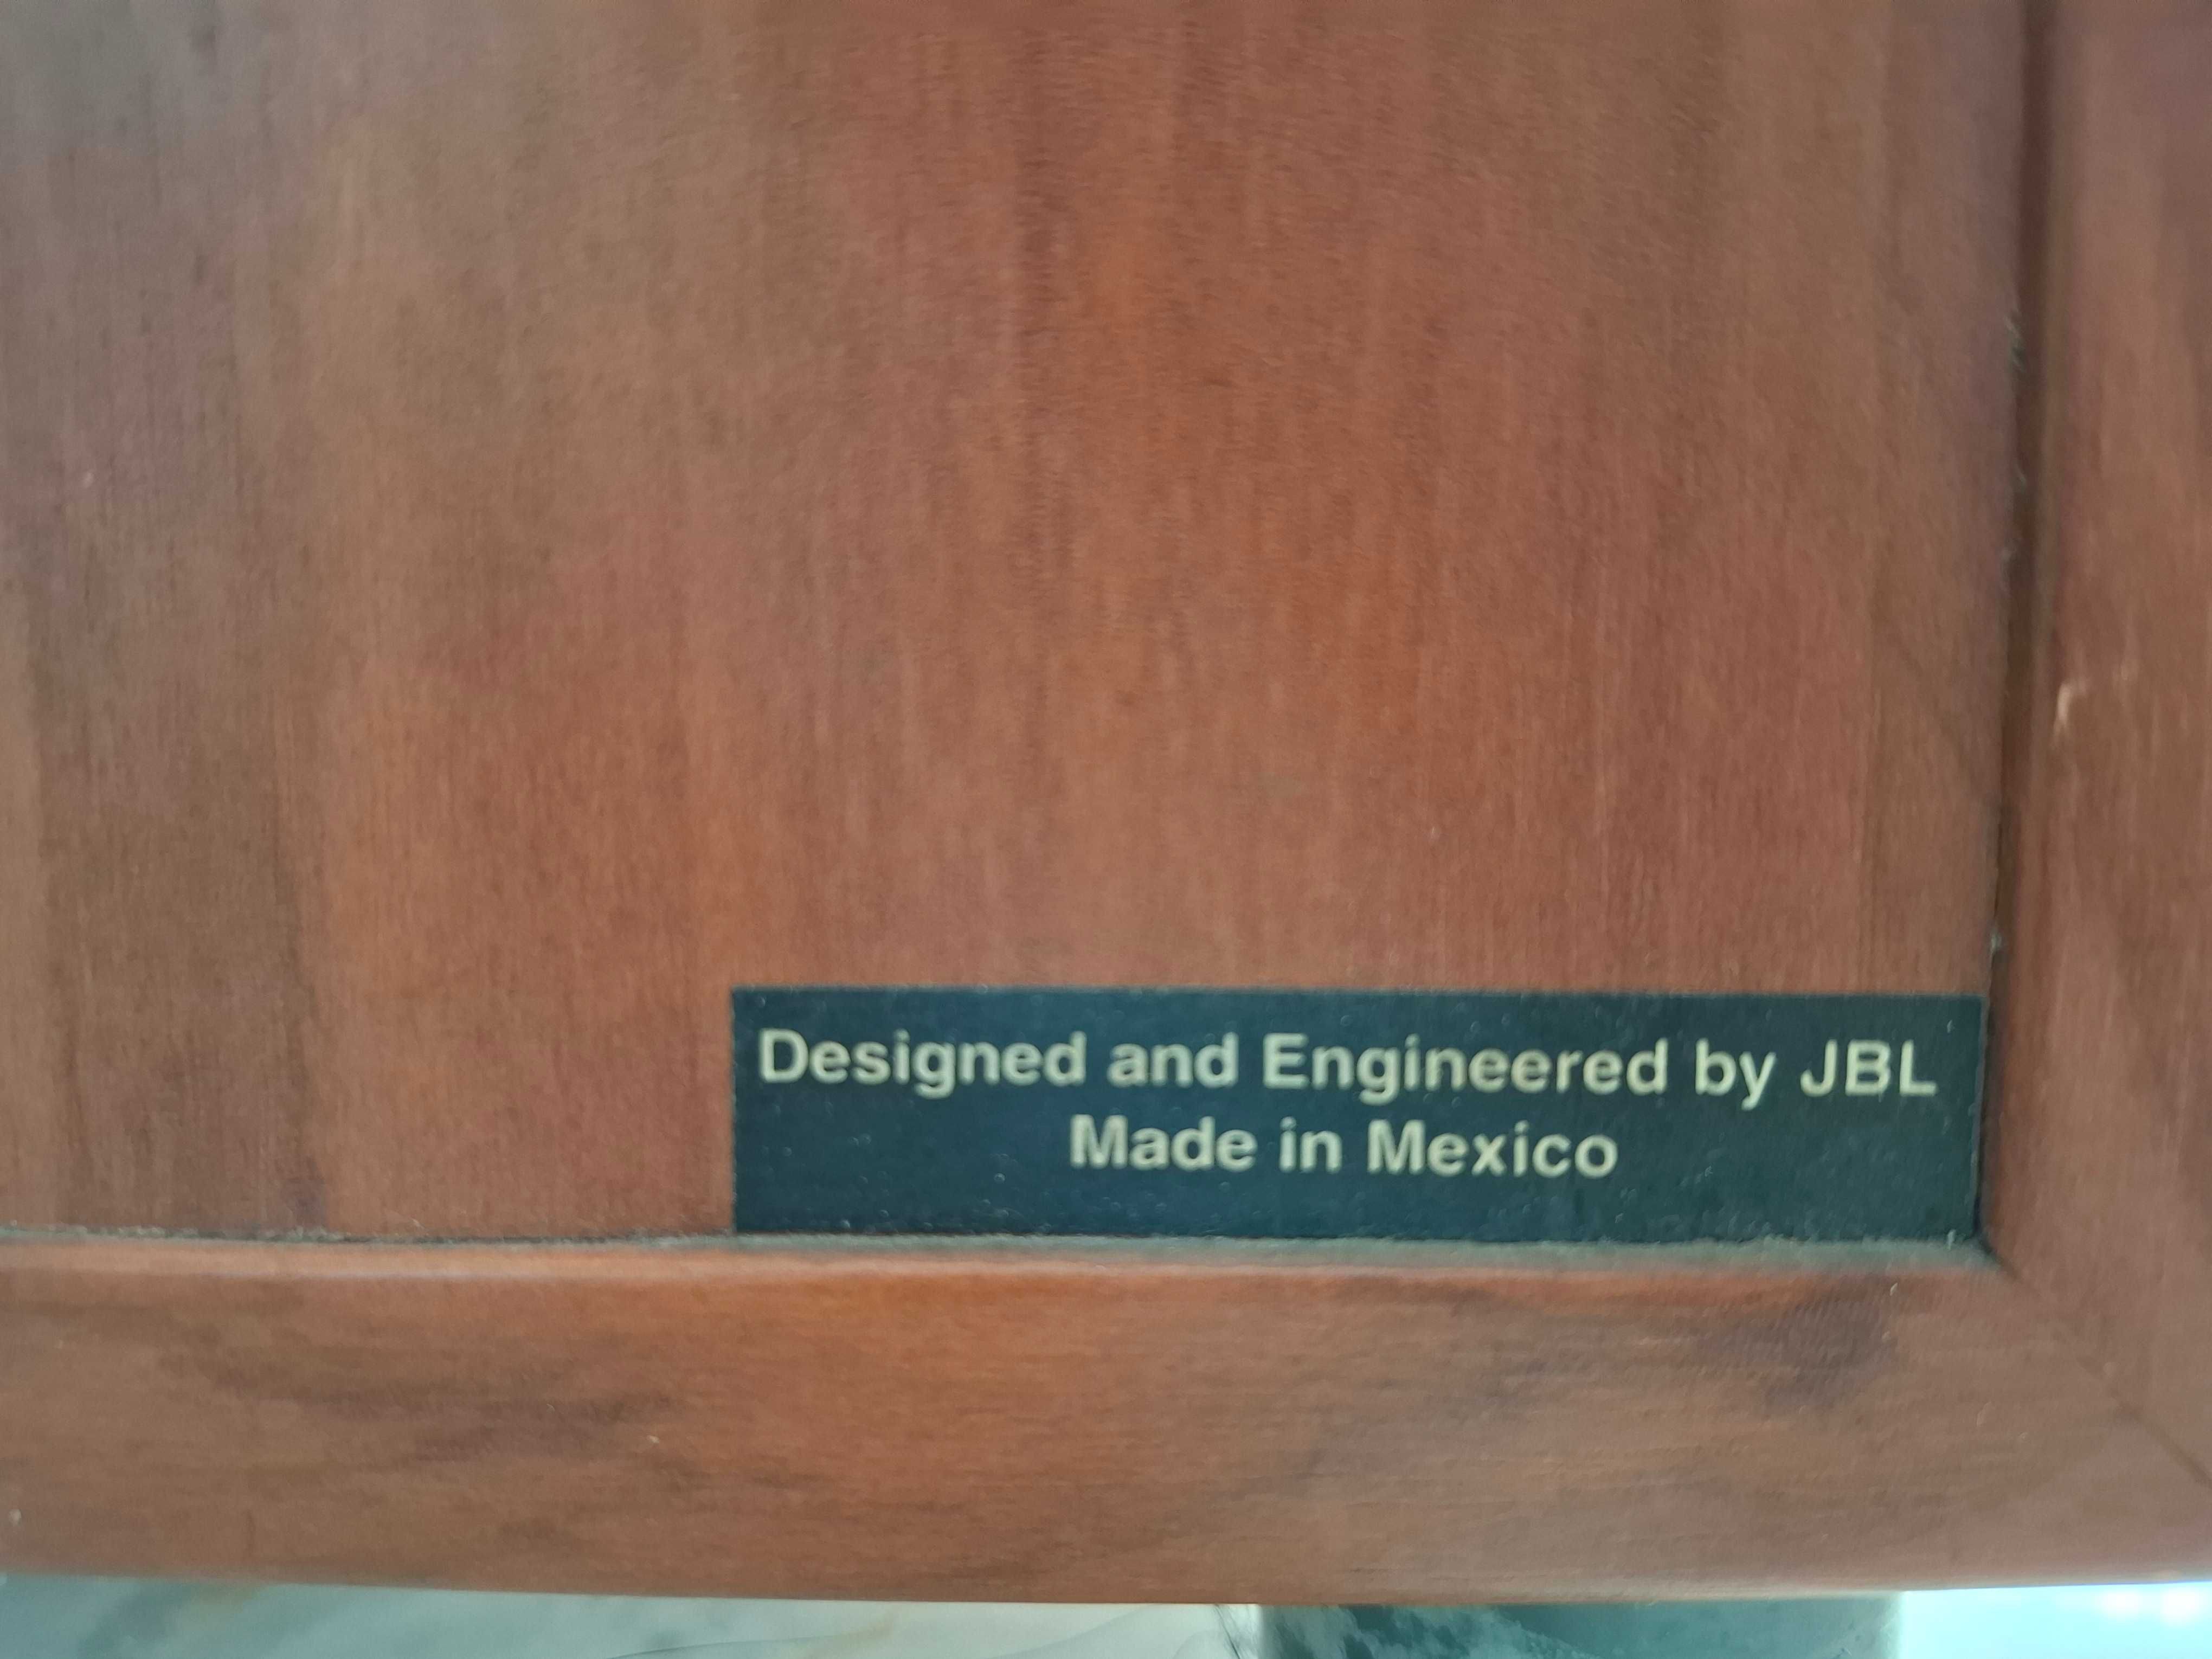 Designed and Engineered by JBL
Made in Mexico